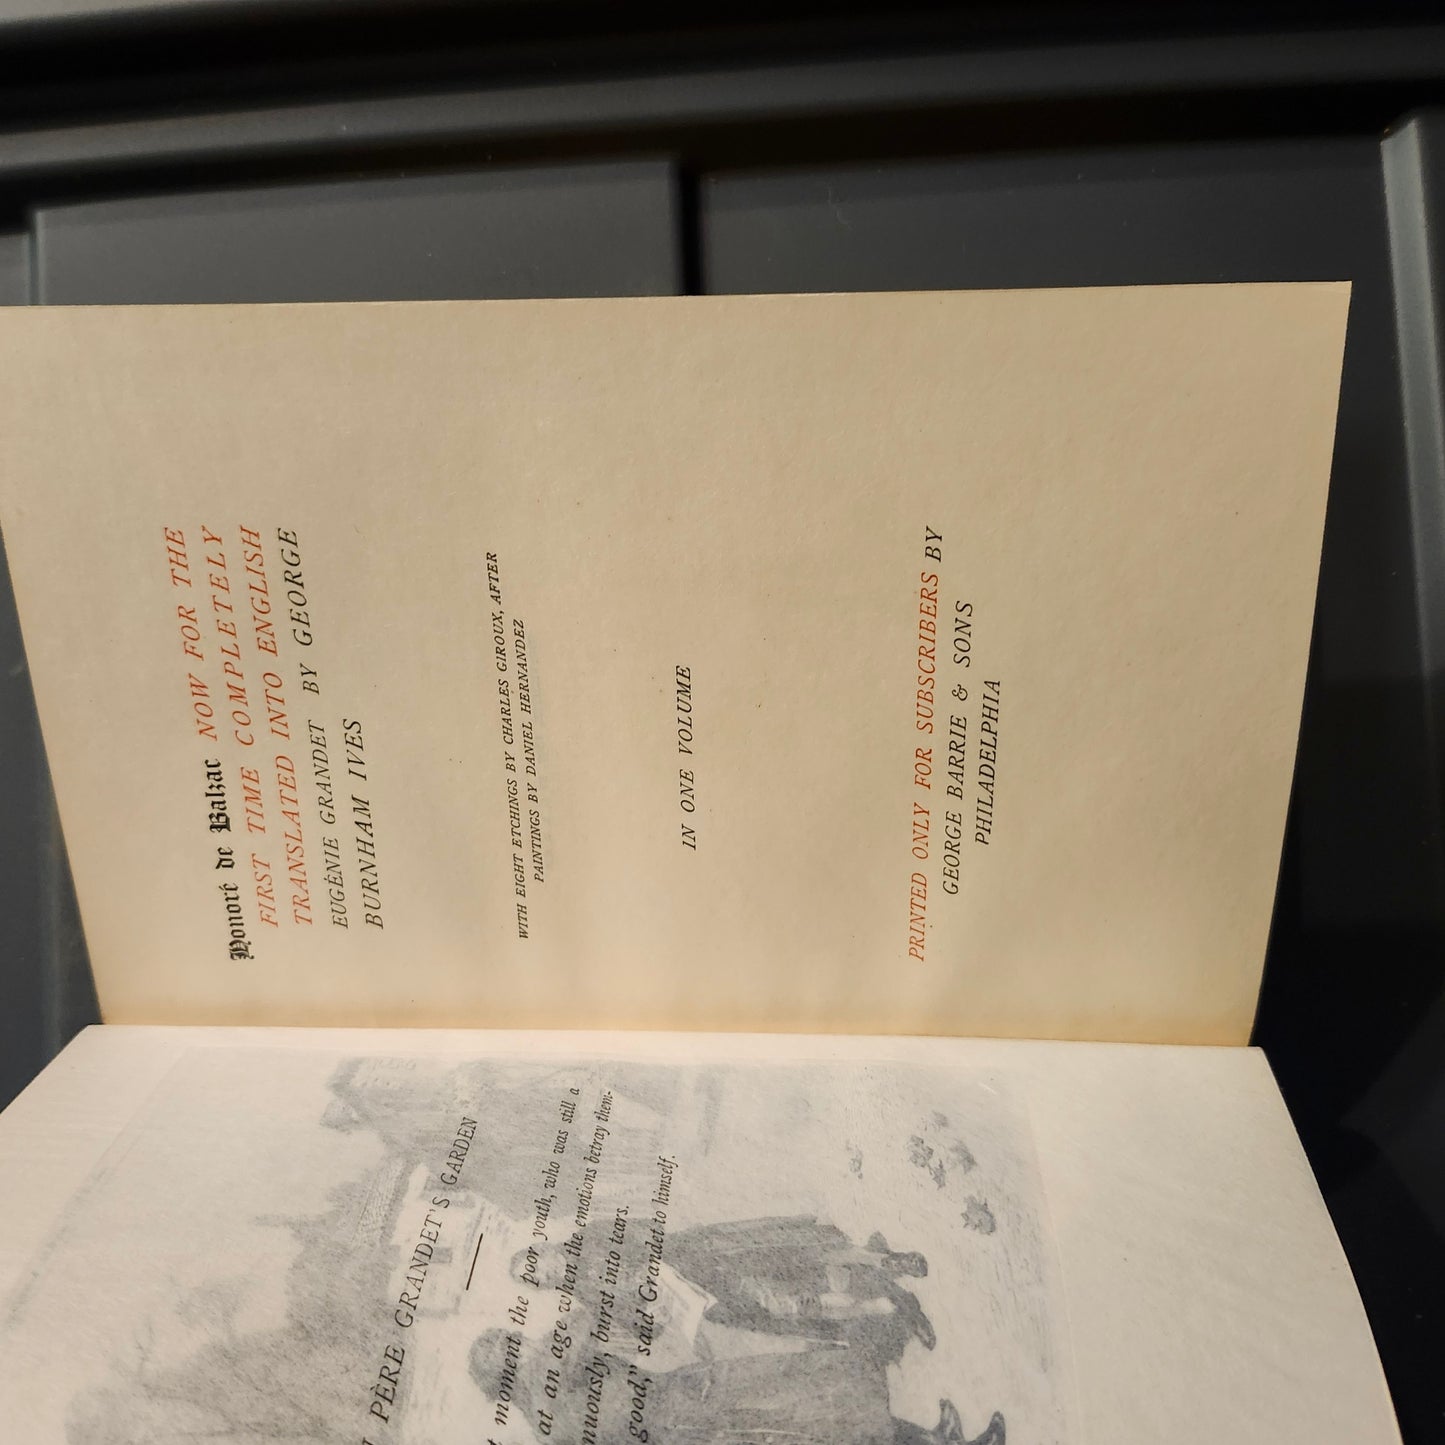 Honoré de Balzac NOW FOR THE
FIRST TIME COMPLETELY
TRANSLATED INTO ENGLISH
EUGÉNIE GRANDET BY GEORGE
BURNHAM IVES
WITH EIGHT ETCHINGS BY CHARLES GIROUX, AFTER
PAINTINGS BY DANIEL HERNANDEZ
IN ONE VOLUME
PRINTED ONLY FOR SUBSCRIBERS BY
GEORGE BARRIE & SONS
PHILADELPHIA
PÈRE GRANDET'S GARDEN
moment the poor youth, who was still a
at an age when the emotions betray them-
nuously, burst into tears.
good," said Grandet to himself.